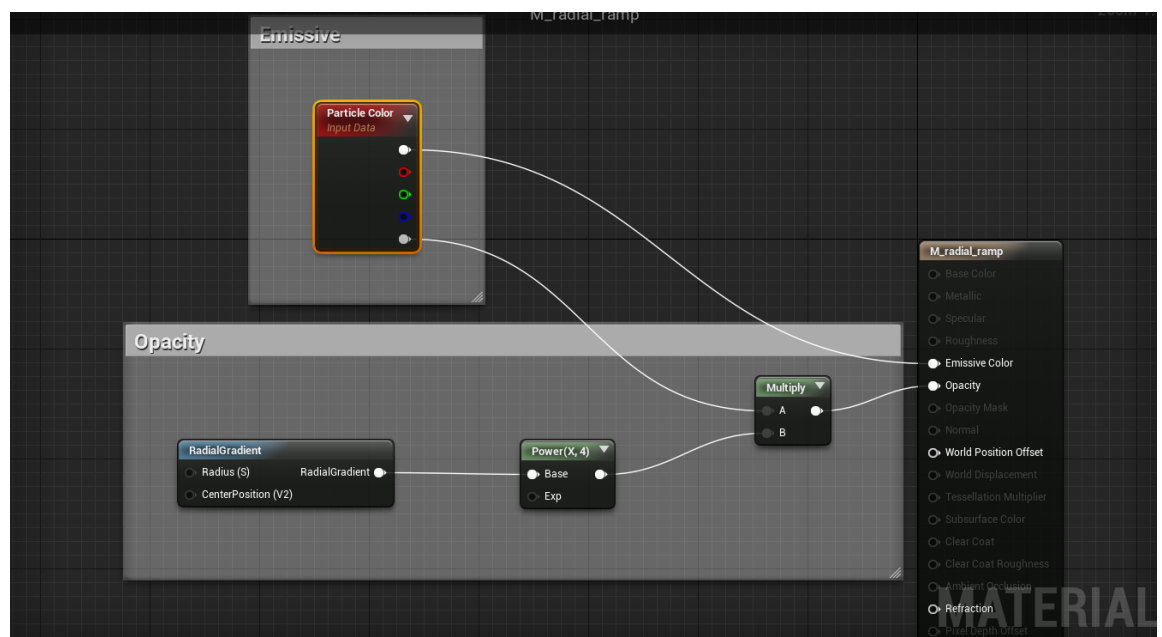 M_radial_ramp
Emissive
Particle Color
Input Data
M_radial_ramp
Base Color
Metallic
Specular
Roughness
Opacity
Emissive Color
Multiply
Opacity
A
Opacity Mask
B
Normal
RadialGradient
Power(X, 4)
World Position Offset
Radius (S)
RadialGradient
Base
World Displacement
CenterPosition (V2)
Exp
Tessellation Multiplier
Subsurface Color
Clear Coat
Clear Coat Roughness
Ambient Occlusion
MATERIAL
Refraction
Pixel Depth Offset